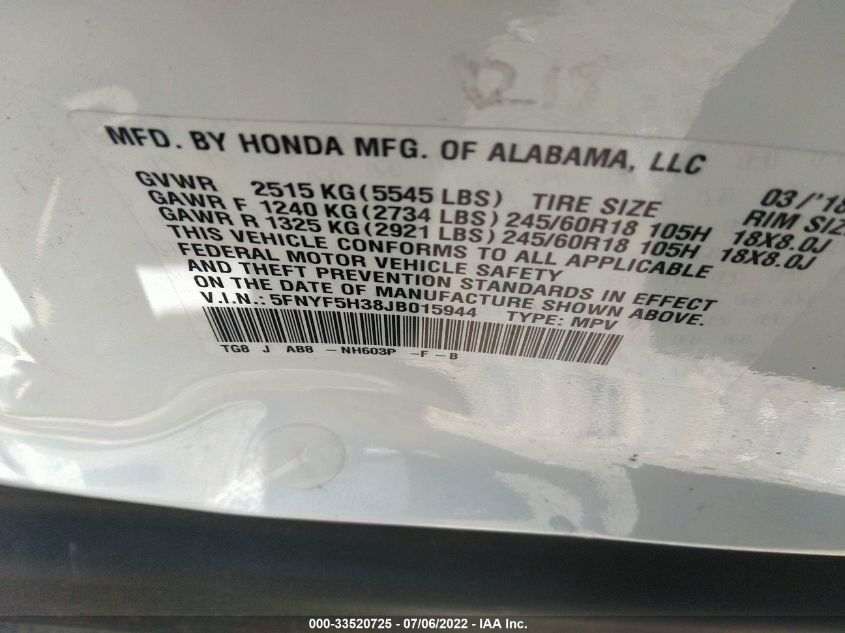 MFD. BY HONDA MFG. OF ALABAMA, LLC
03/'18
GVWR 2515 KG(5545 LBS) TIRE SIZE RIM SIZ
GAWR F 1240 KG(2734 LBS) 245/60R18 105H 18X8.0J
GAWR R 1325 KG(2921 LBS) 245/60R18 105H 18X8.0J
THIS VEHICLE CONFORMS TO ALL APPLICABLE
FEDERAL MOTOR VEHICLE SAFETY
AND THEFT PREVENTION STANDARDS IN EFFECT
ON THE DATE OF MANUFACTURE SHOWN ABOVE.
V.I.N.: 5FNYF5H38JB015944 TYPE: MPV
TG8 J AB8 - NH603P - F - B
000-33520725 - 07/06/2022 - IAA Inc.